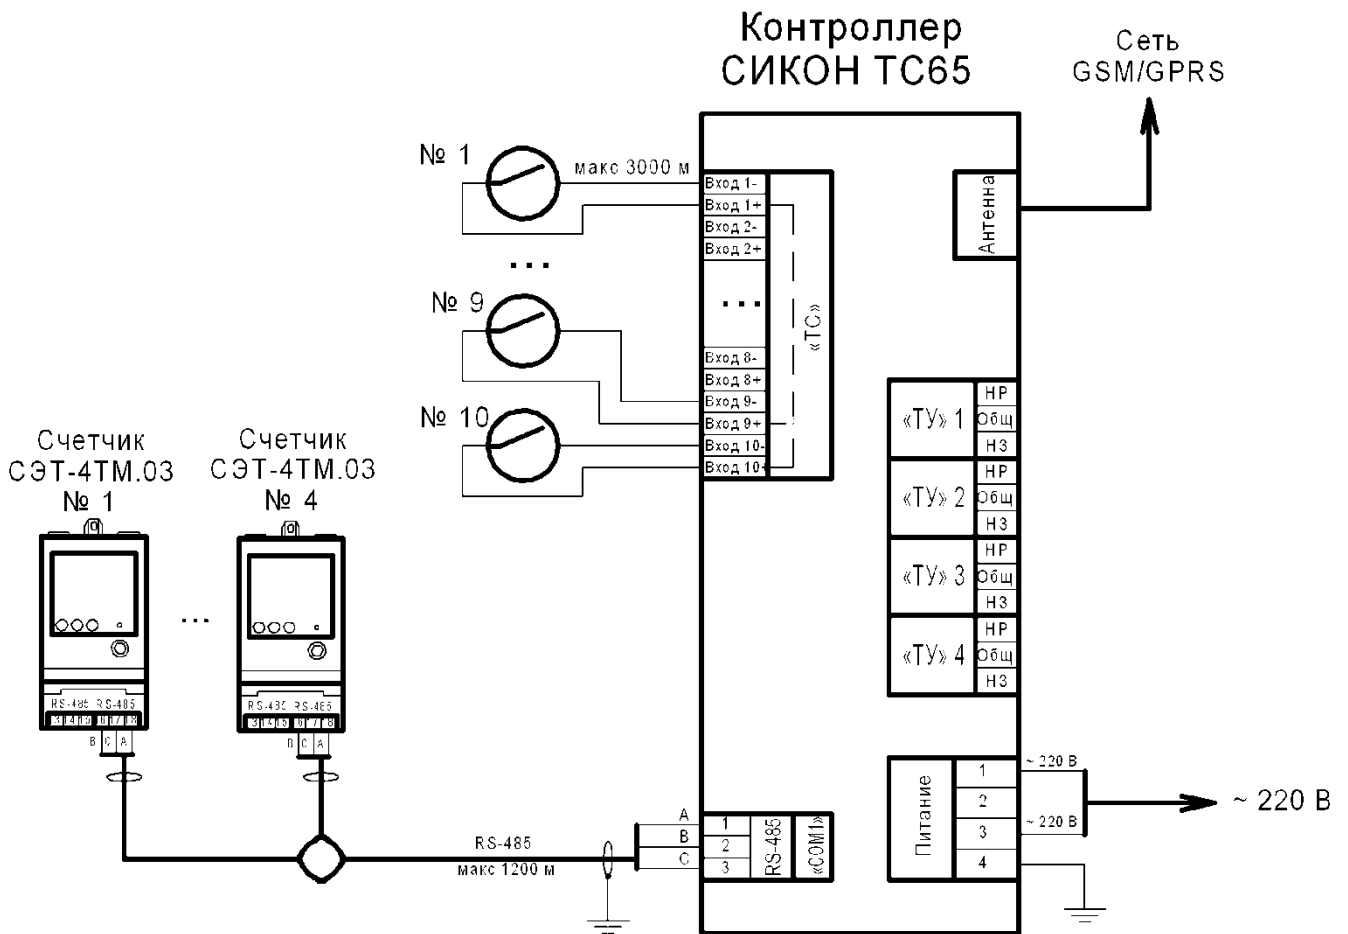 Контроллер
СИКОН ТС65
Сеть
GSM/GPRS
Антенна
№ 1
макс 3000 м
Вход 1-
Вход 1+
Вход 2-
Вход 2+
...
...
Вход 8-
Вход 8+
Вход 9-
Вход 9+
Вход 10-
Вход 10+
«ТС»
№ 9
№ 10
«ТУ» 1
НР
Общ
НЗ
«ТУ» 2
НР
Общ
НЗ
«ТУ» 3
НР
Общ
НЗ
«ТУ» 4
НР
Общ
НЗ
Счетчик
СЭТ-4ТМ.03
№ 1
...
Счетчик
СЭТ-4ТМ.03
№ 4
RS-485 RS-485
В С А
RS-485 RS-485
С А
RS-485
макс 1200 м
А
В
С
1
2
3
RS-485
«COM1»
Питание
1
2
3
4
~ 220 В
~ 220 В
~ 220 В